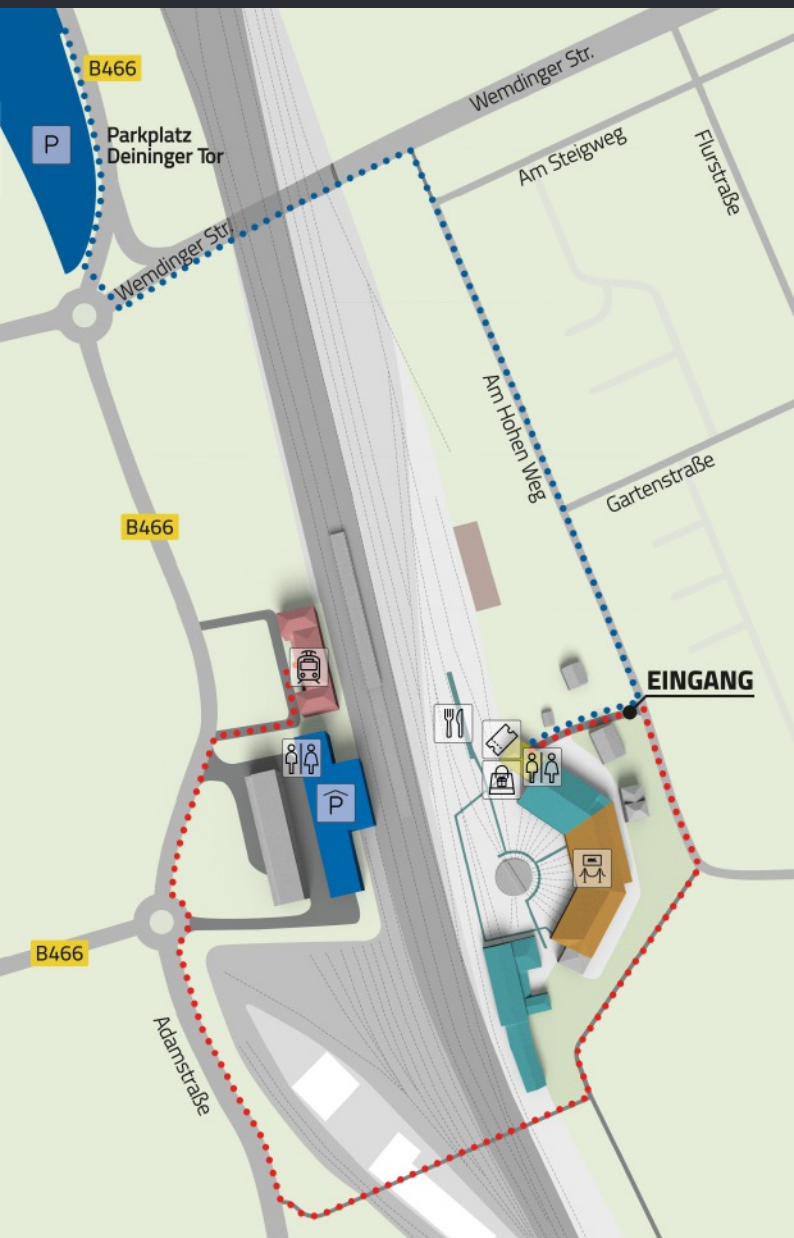 B466
Wemdinger Str.
P
Parkplatz
Deininger Tor
Am Steigweg
Flurstraße
Wemdinger Str.
Am Hohen Weg
Gartenstraße
B466
EINGANG
P
B466
Adamstraße